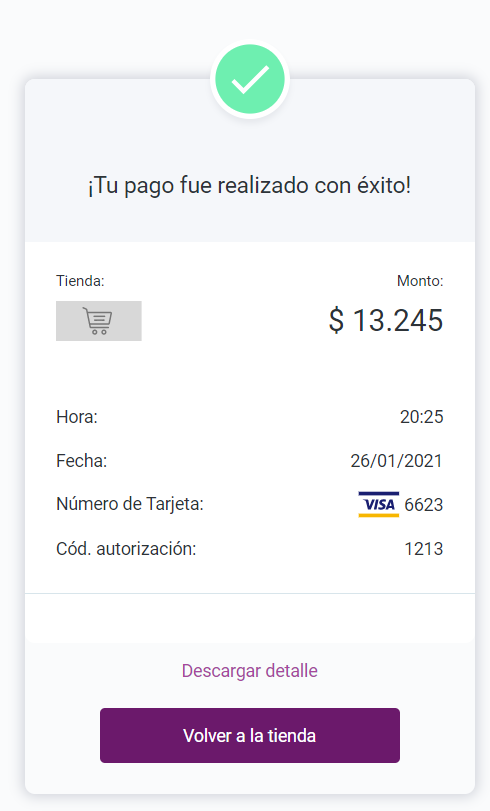 ¡Tu pago fue realizado con éxito!
Tienda: Monto:
$ 13.245
Hora: 20:25
Fecha: 26/01/2021
Número de Tarjeta: VISA 6623
Cód. autorización: 1213
Descargar detalle
Volver a la tienda